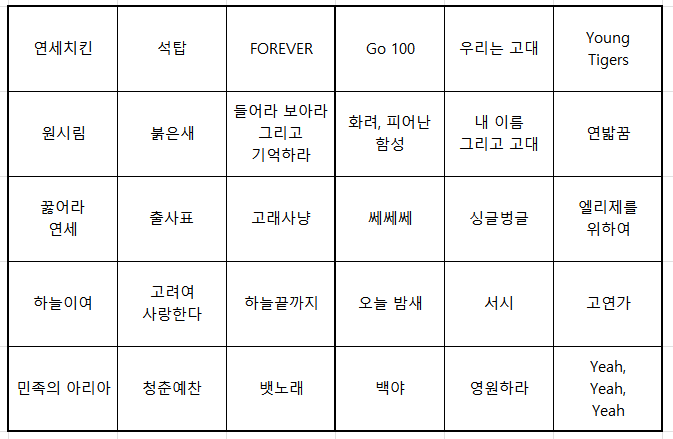 연세치킨
석탑
FOREVER
Go 100
우리는 고대
Young
Tigers
원시림
붉은새
들어라 보아라
그리고
기억하라
화려, 피어난
함성
내 이름
그리고 고대
연밟꿈
꿇어라
연세
출사표
고래사냥
쎄쎄쎄
싱글벙글
엘리제를
위하여
하늘이여
고려여
사랑한다
하늘끝까지
오늘 밤새
서시
고연가
민족의 아리아
청춘예찬
뱃노래
백야
영원하라
Yeah,
Yeah,
Yeah